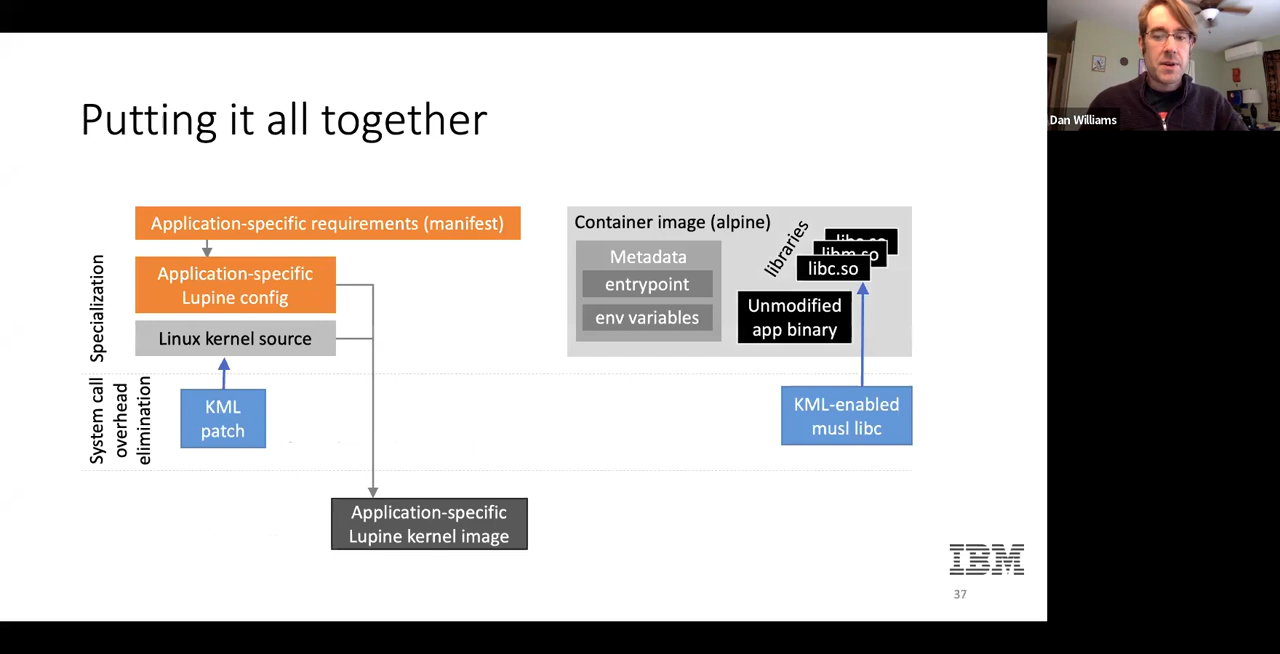 Putting it all together
Dan Williams
Application-specific requirements (manifest)
Application-specific
Lupine config
Linux kernel source
Specialization
System call
overhead
elimination
KML
patch
Application-specific
Lupine kernel image
Container image (alpine)
Metadata
entrypoint
env variables
libraries
libm.so
libc.so
Unmodified
app binary
KML-enabled
musl libc
IBM
37